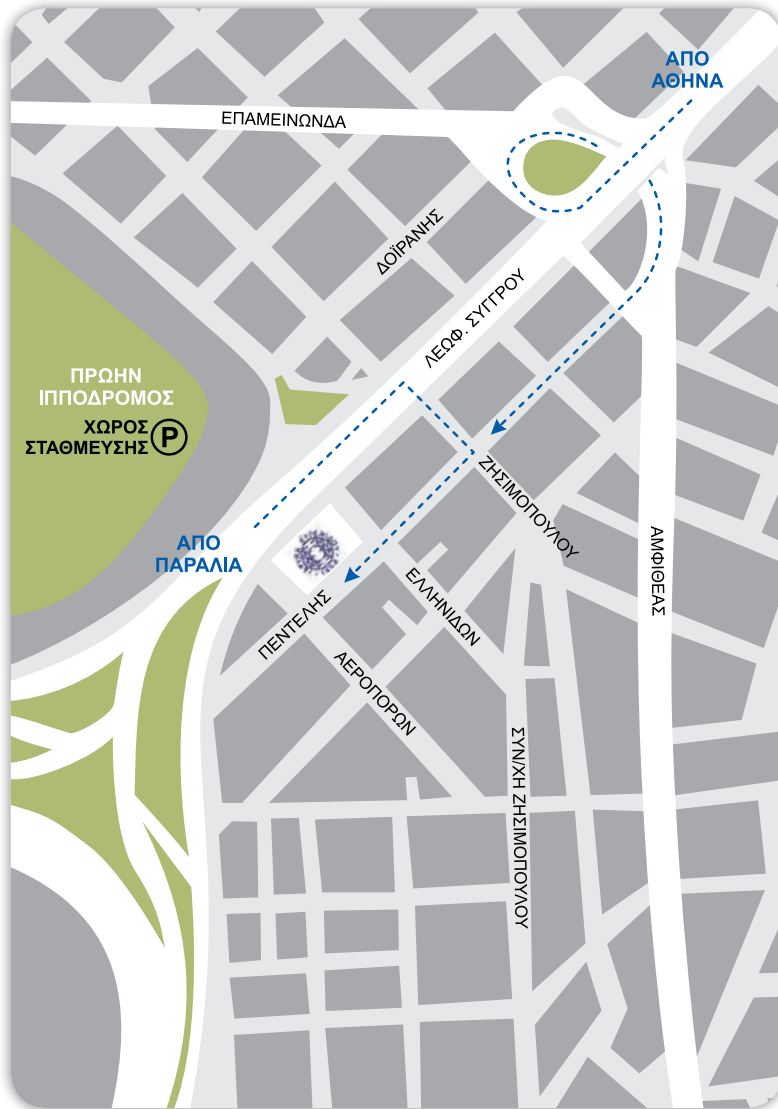 ΑΠΟ
ΑΘΗΝΑ
ΕΠΑΜΕΙΝΩΝΔΑ
ΔΟΪΡΑΝΗΣ
ΛΕΩΦ. ΣΥΓΓΡΟΥ
ΠΡΩΗΝ
ΙΠΠΟΔΡΟΜΟΣ
ΧΩΡΟΣ
ΣΤΑΘΜΕΥΣΗΣ P
ΖΗΣΙΜΟΠΟΥΛΟΥ
ΑΠΟ
ΠΑΡΑΛΙΑ
ΑΜΦΙΘΕΑΣ
ΕΛΛΗΝΙΔΩΝ
ΠΕΝΤΕΛΗΣ
ΑΕΡΟΠΟΡΩΝ
ΣΥΝ/ΧΗ ΖΗΣΙΜΟΠΟΥΛΟΥ